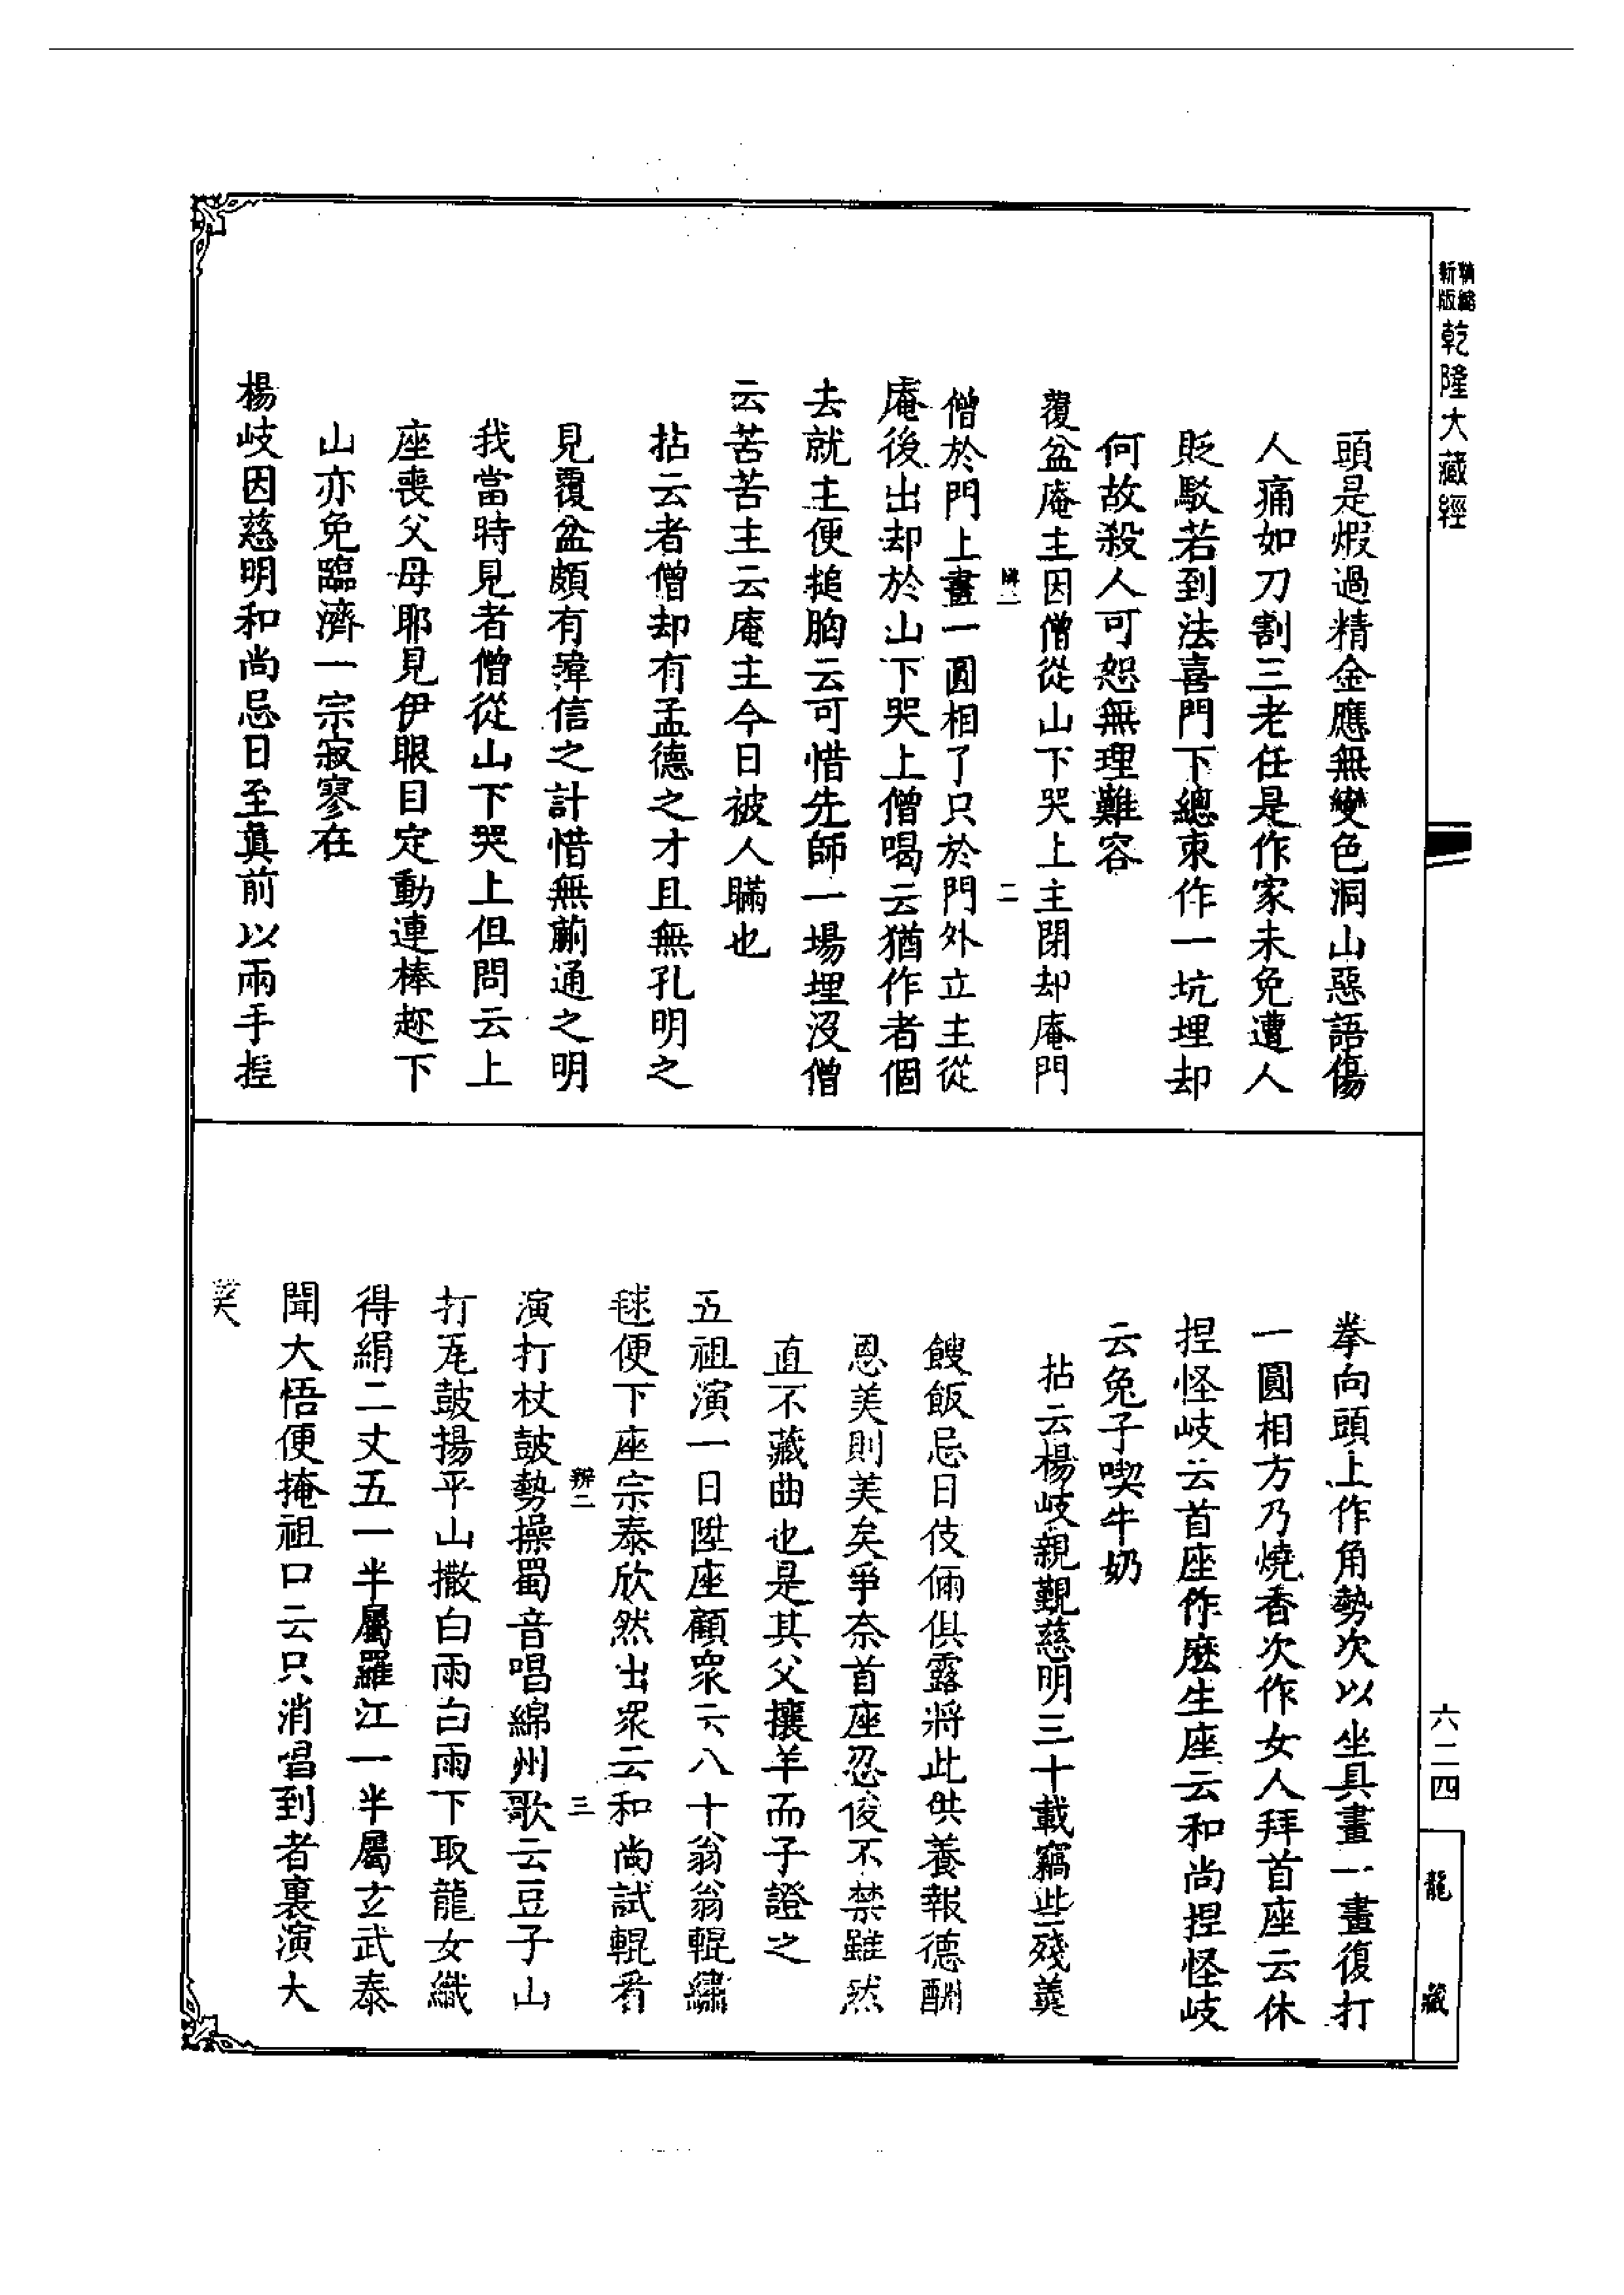 精縮新版乾隆大藏經
頭是煆過精金應無變色洞山惡語傷
人痛如刀割三老任是作家未免遭人
貶駁若到法喜門下總束作一坑埋却
何故殺人可恕無理難容
覆盆庵主因僧從山下哭上主閉却庵門
二
僧於門上畫一圓相了只於門外立主從
庵後出却於山下哭上僧喝云猶作者個
去就主便搥胸云可惜先師一場埋沒僧
云苦苦主云庵主今日被人瞞也
拈云者僧却有孟德之才且無孔明之
見覆盆頗有韓信之計惜無蒯通之明
我當時見者僧從山下哭上但問云上
座喪父母耶見伊眼目定動連棒趂下
山亦免臨濟一宗寂寥在
楊岐因慈明和尚忌日至眞前以兩手捏
拳向頭上作角勢次以坐具畫一畫復打
一圓相方乃燒香次作女人拜首座云休
捏怪岐云首座作麼生座云和尚捏怪岐
云兔子喫牛奶
拈云楊岐親覲慈明三十載竊些殘羹
餿飯忌日伎倆俱露將此供養報德酬
恩美則美矣爭奈首座忍俊不禁雖然
直不藏曲也是其父攘羊而子證之
五祖演一日陞座顧衆云八十翁翁輥繡
毬便下座宗泰欣然出衆云和尚試輥看
辨二
三
演打杖鼓勢操蜀音唱綿州歌云豆子山
打瓦鼓揚平山撒白雨白雨下取龍女織
得絹二丈五一半屬羅江一半屬玄武泰
聞大悟便掩祖口云只消唱到者裏演大
笑
六二四
龍藏